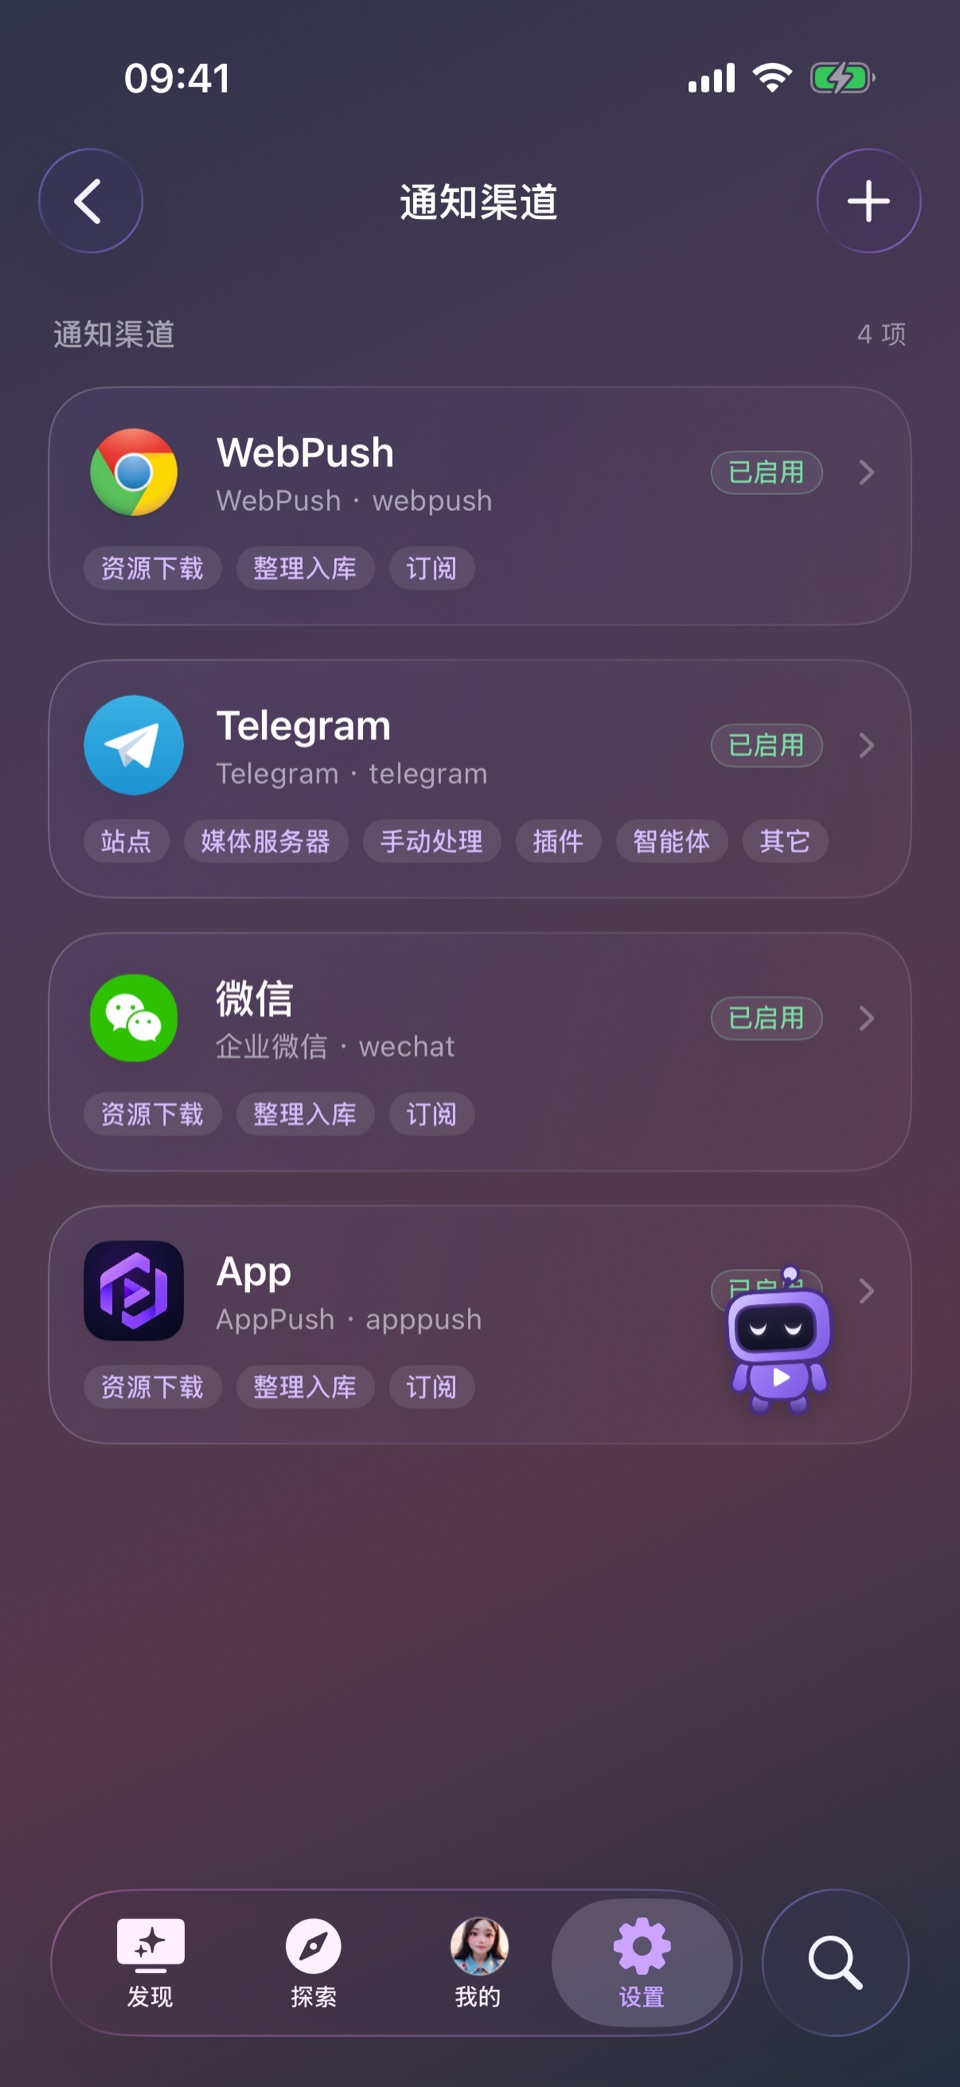 09:41
通知渠道
通知渠道 4 项
WebPush
WebPush · webpush
已启用
资源下载 整理入库 订阅
Telegram
Telegram · telegram
已启用
站点 媒体服务器 手动处理 插件 智能体 其它
微信
企业微信 · wechat
已启用
资源下载 整理入库 订阅
App
AppPush · apppush
已启用
资源下载 整理入库 订阅
发现 探索 我的 设置